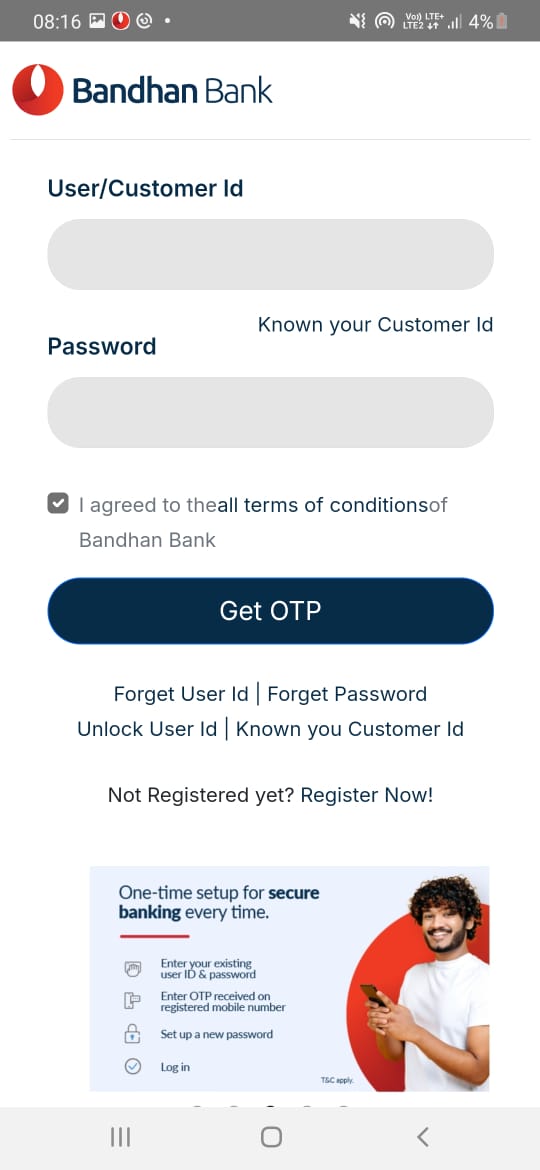 08:16 Vo)) LTE+ LTE2 4%
Bandhan Bank
User/Customer Id
Known your Customer Id
Password
I agreed to theall terms of conditionsof
Bandhan Bank
Get OTP
Forget User Id | Forget Password
Unlock User Id | Known you Customer Id
Not Registered yet? Register Now!
One-time setup for secure
banking every time.
Enter your existing
user ID & password
Enter OTP received on
registered mobile number
Set up a new password
Log in
T&C apply.